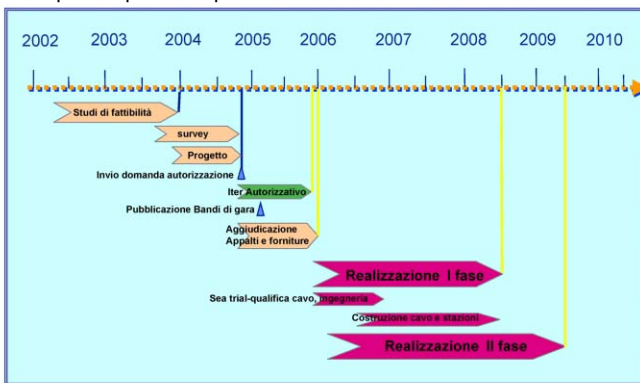 2002 2003 2004 2005 2006 2007 2008 2009 2010
Studi di fattibilità
survey
Progetto
Invio domanda autorizzazione
Iter Autorizzativo
Pubblicazione Bandi di gara
Aggiudicazione
Appalti e forniture
Realizzazione I fase
Sea trial-qualifica cavo, ingegneria
Costruzione cavo e stazioni
Realizzazione II fase